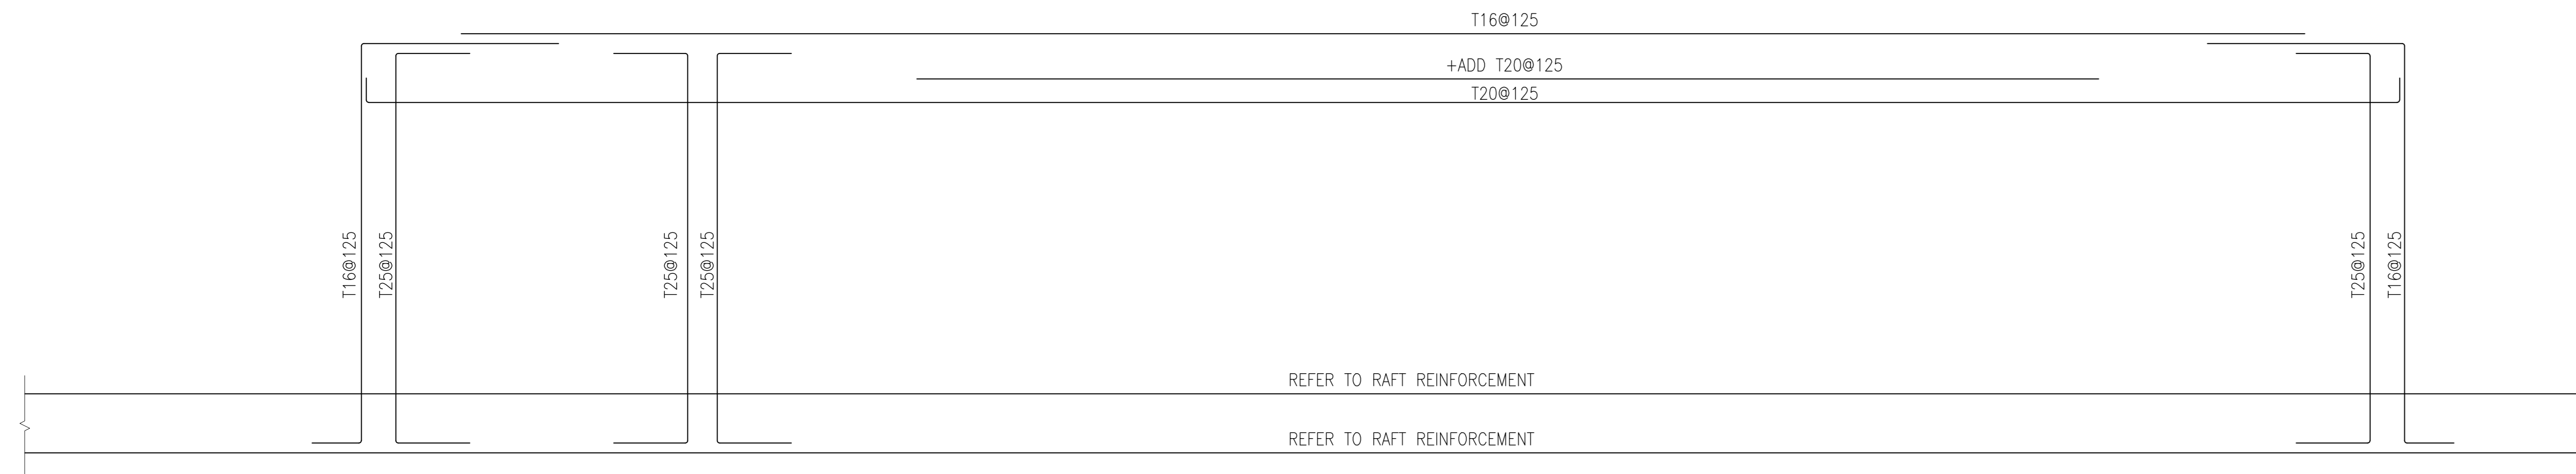 T16@125
+ADD T20@125
T20@125
T16@125
T25@125
T25@125
T25@125
T25@125
T16@125
REFER TO RAFT REINFORCEMENT
REFER TO RAFT REINFORCEMENT